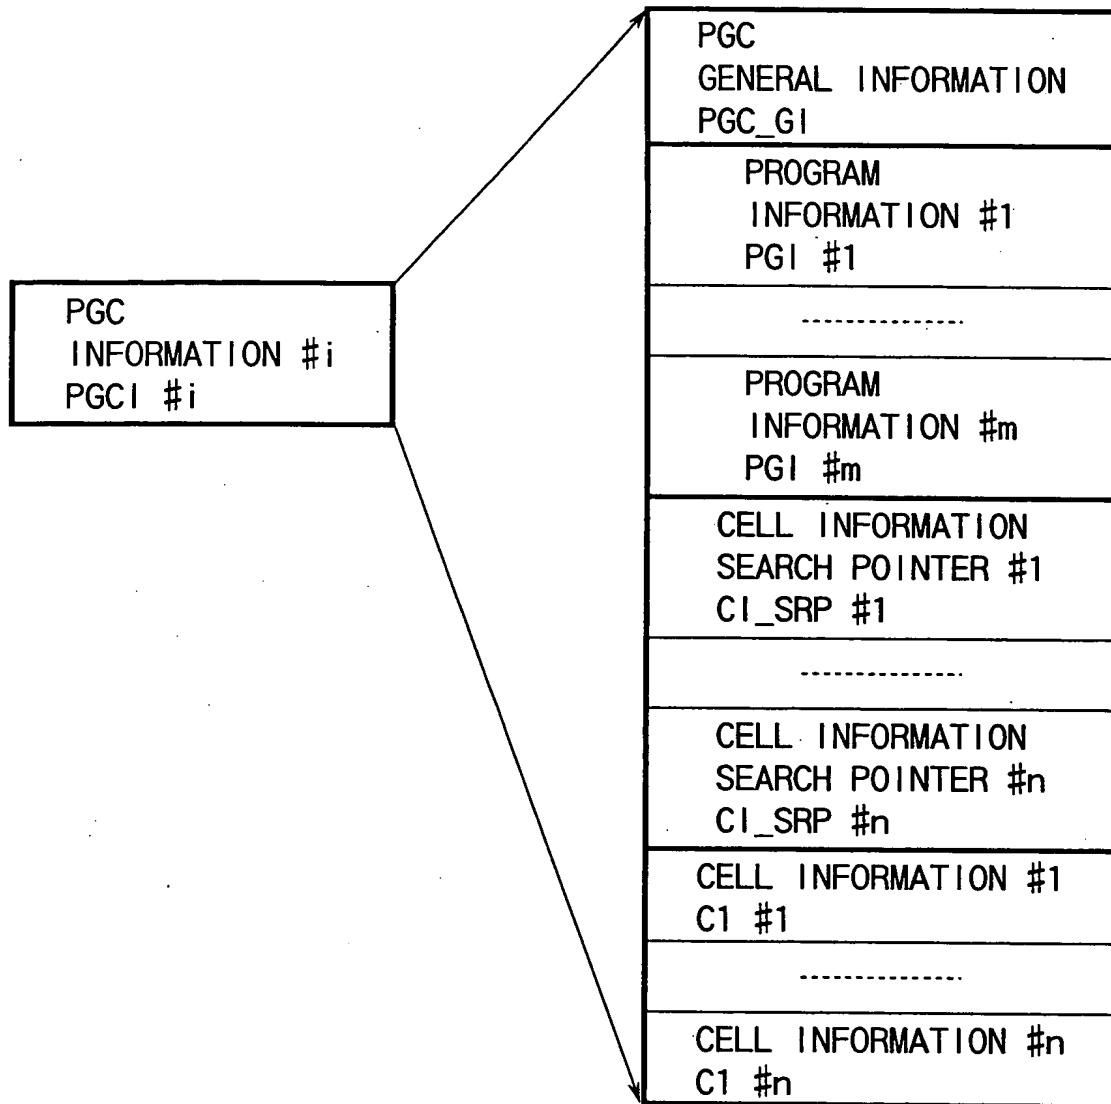 PGC
INFORMATION #i
PGCI #i
PGC
GENERAL INFORMATION
PGC_GI
PROGRAM
INFORMATION #1
PGI #1
PROGRAM
INFORMATION #m
PGI #m
CELL INFORMATION
SEARCH POINTER #1
CI_SRP #1
CELL INFORMATION
SEARCH POINTER #n
CI_SRP #n
CELL INFORMATION #1
C1 #1
CELL INFORMATION #n
C1 #n